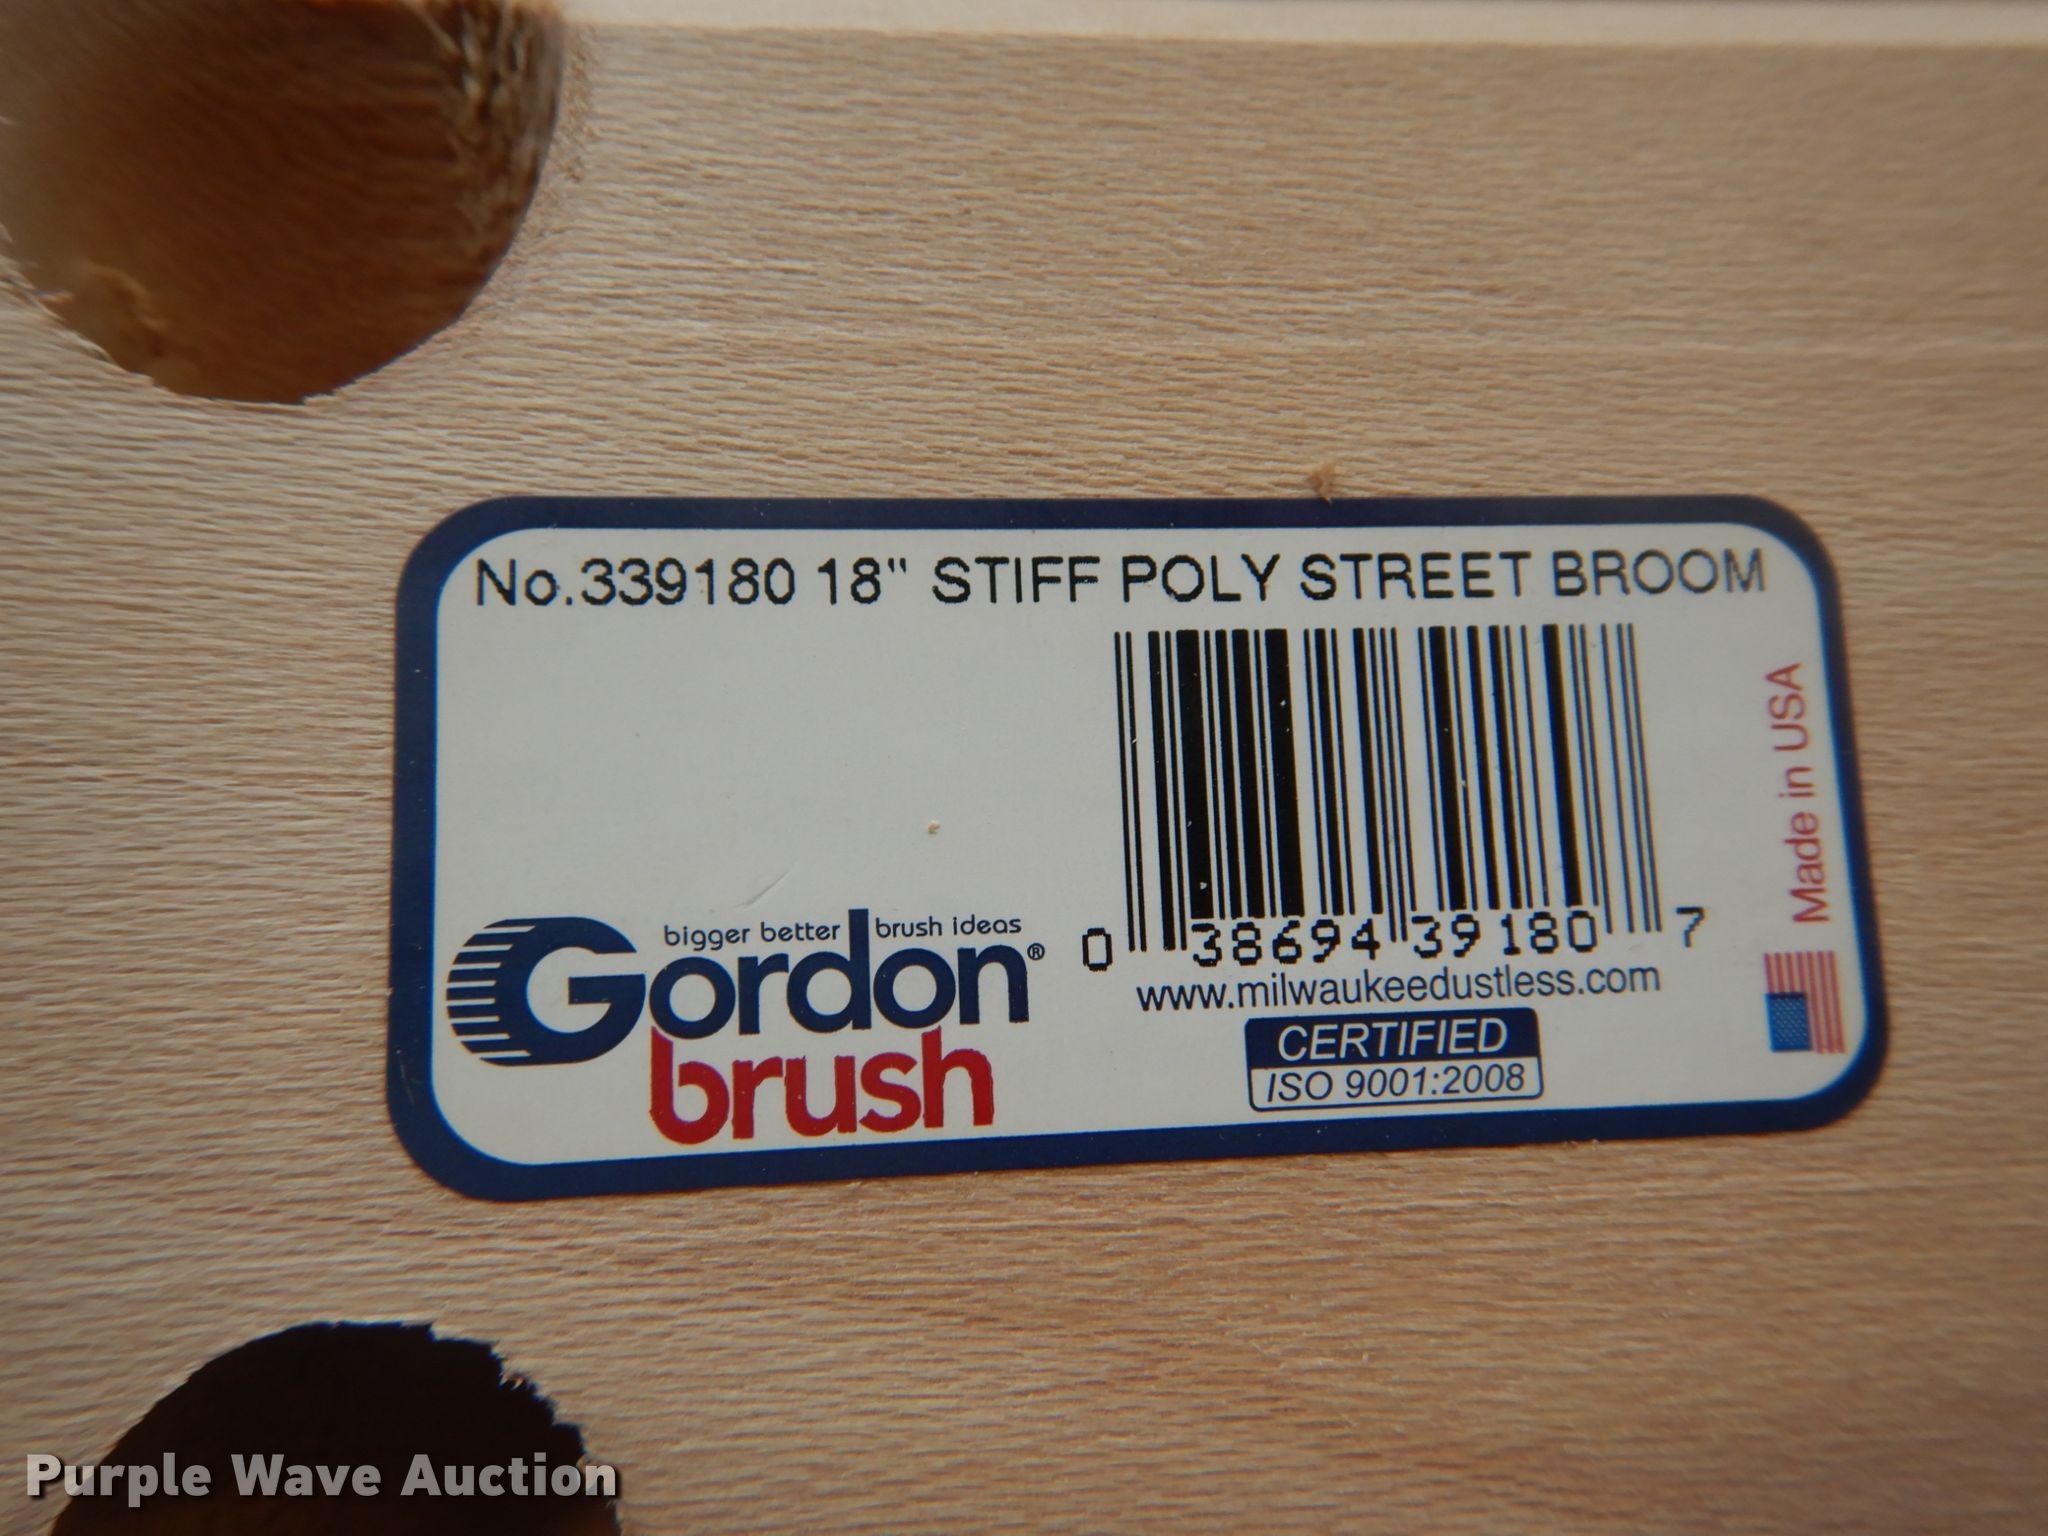 No.339180 18" STIFF POLY STREET BROOM
0 38694 39180 7
www.milwaukeedustless.com
CERTIFIED
ISO 9001:2008
Made in USA
bigger better brush ideas
Gordon®
brush
Purple Wave Auction